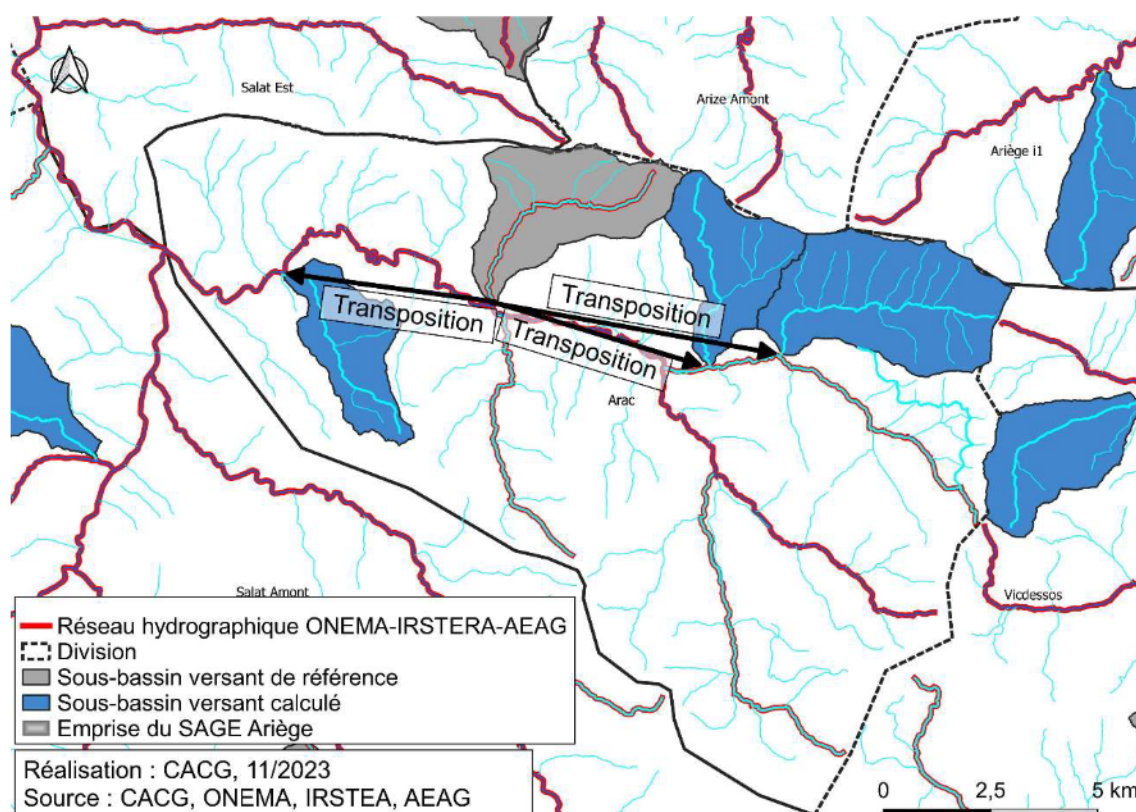 Salat Est
Arize Amont
Ariège i1
Transposition
Transposition
Transposition
Arac
Salat Amont
Vicdessos
Réseau hydrographique ONEMA-IRSTERA-AEAG
Division
Sous-bassin versant de référence
Sous-bassin versant calculé
Emprise du SAGE Ariège
Réalisation : CACG, 11/2023
Source : CACG, ONEMA, IRSTEA, AEAG
0 2,5 5 km